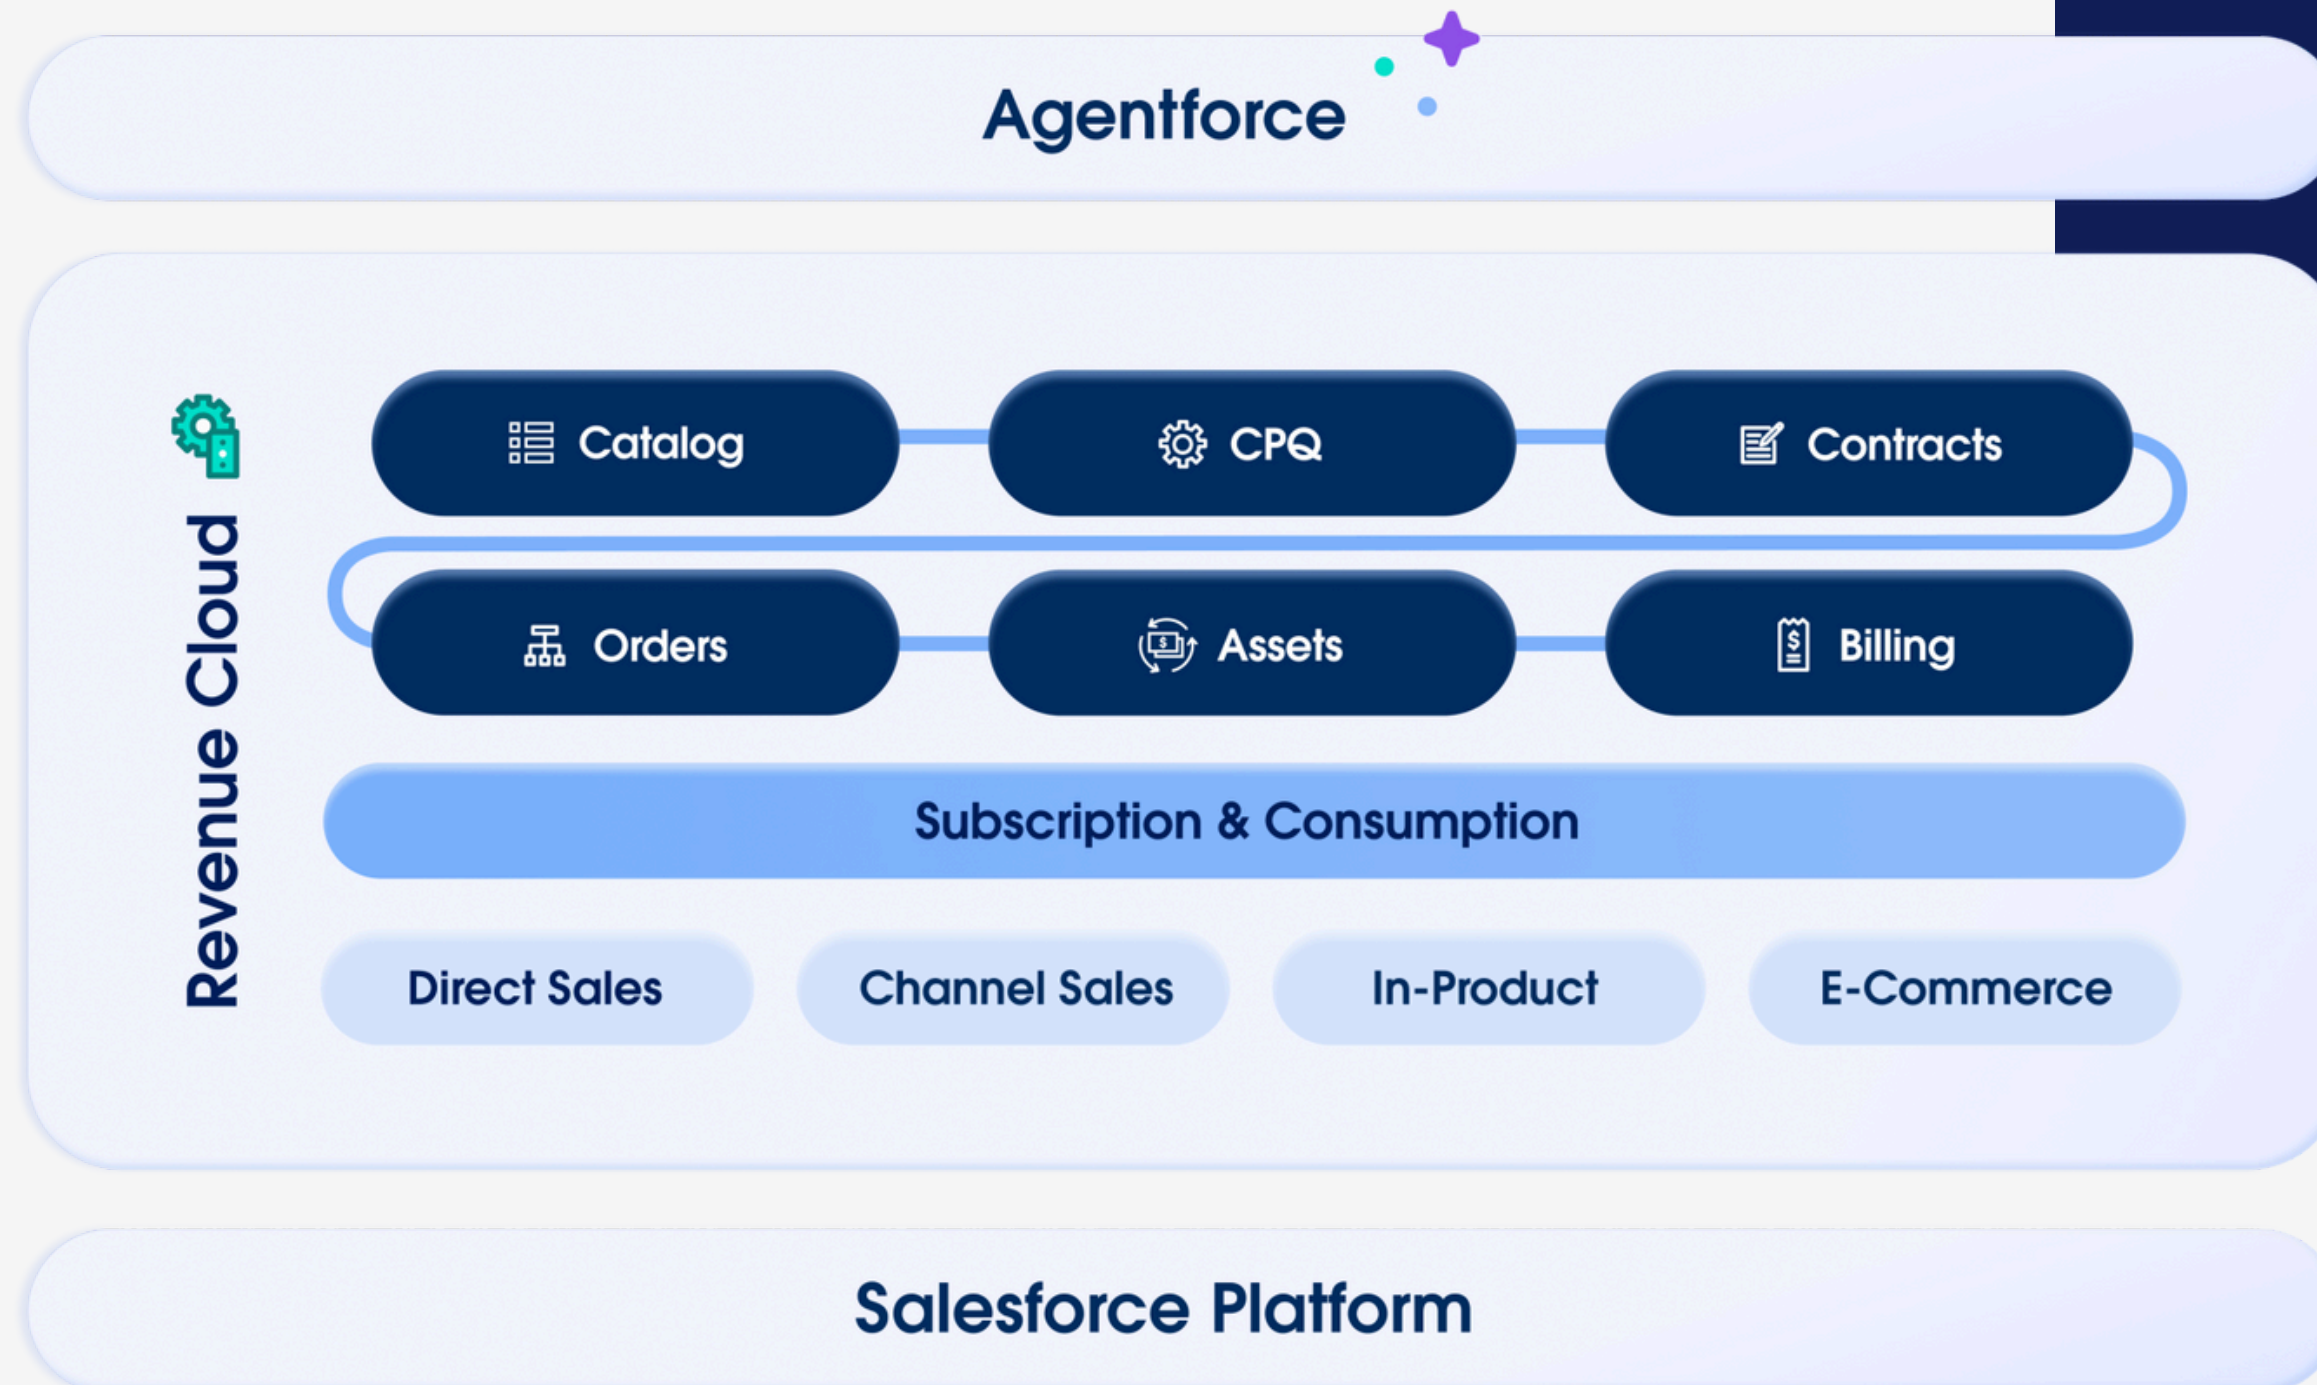 Agentforce
Revenue Cloud
Catalog
CPQ
Contracts
Orders
Assets
Billing
Subscription & Consumption
Direct Sales
Channel Sales
In-Product
E-Commerce
Salesforce Platform